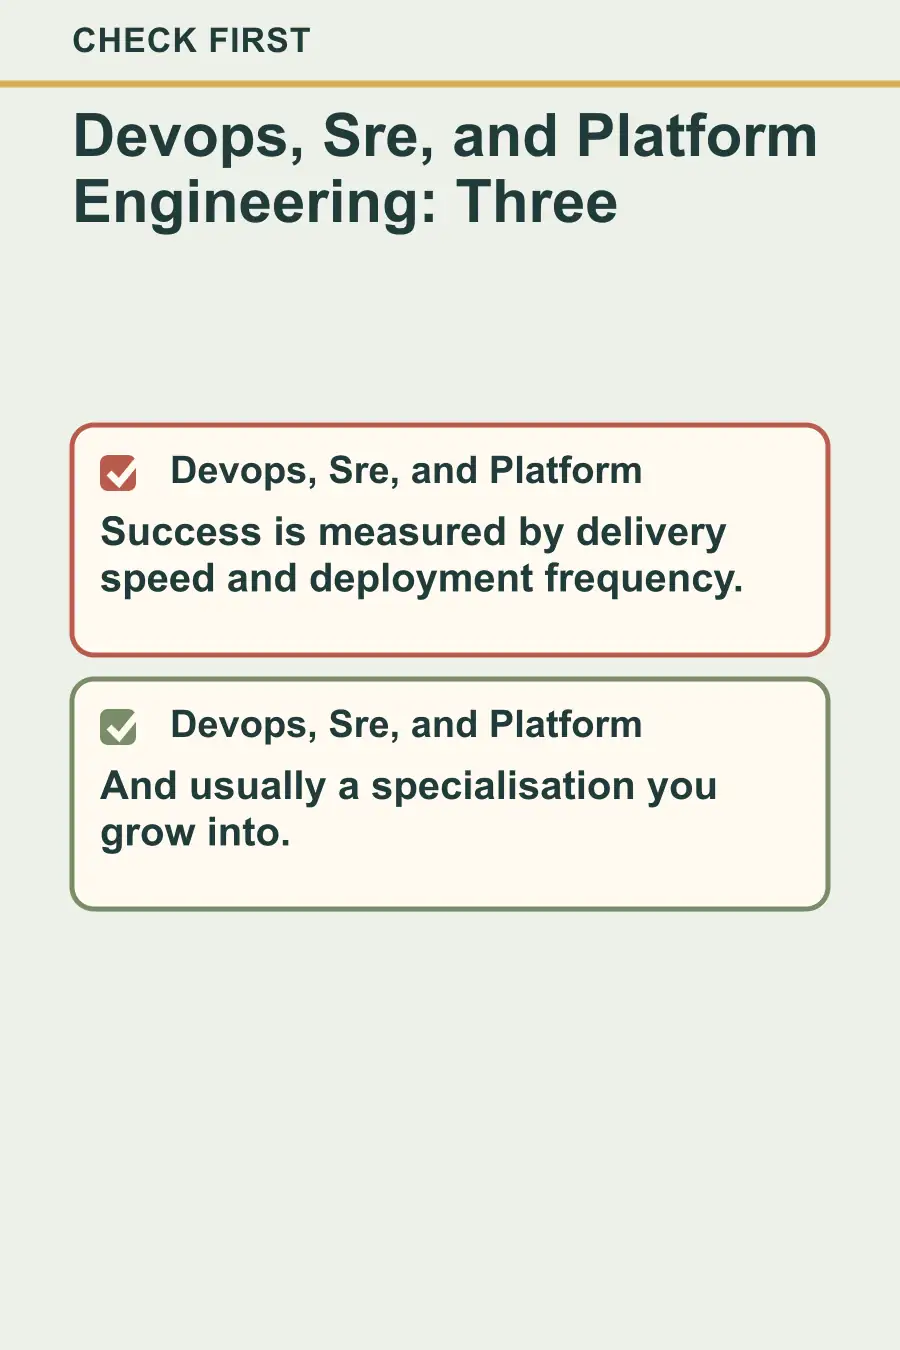 CHECK FIRST
Devops, Sre, and Platform
Engineering: Three
Devops, Sre, and Platform
Success is measured by delivery
speed and deployment frequency.
Devops, Sre, and Platform
And usually a specialisation you
grow into.